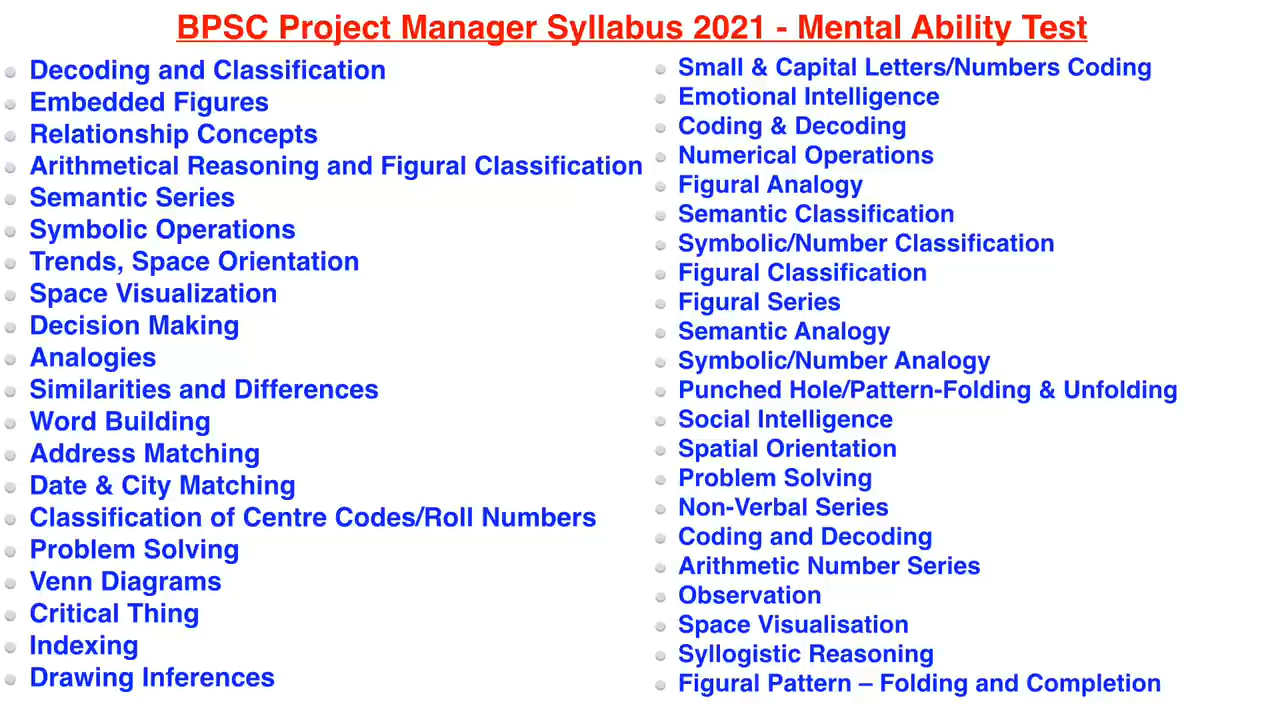 BPSC Project Manager Syllabus 2021 - Mental Ability Test
Decoding and Classification
Embedded Figures
Relationship Concepts
Arithmetical Reasoning and Figural Classification
Semantic Series
Symbolic Operations
Trends, Space Orientation
Space Visualization
Decision Making
Analogies
Similarities and Differences
Word Building
Address Matching
Date & City Matching
Classification of Centre Codes/Roll Numbers
Problem Solving
Venn Diagrams
Critical Thing
Indexing
Drawing Inferences
Small & Capital Letters/Numbers Coding
Emotional Intelligence
Coding & Decoding
Numerical Operations
Figural Analogy
Semantic Classification
Symbolic/Number Classification
Figural Classification
Figural Series
Semantic Analogy
Symbolic/Number Analogy
Punched Hole/Pattern-Folding & Unfolding
Social Intelligence
Spatial Orientation
Problem Solving
Non-Verbal Series
Coding and Decoding
Arithmetic Number Series
Observation
Space Visualisation
Syllogistic Reasoning
Figural Pattern – Folding and Completion